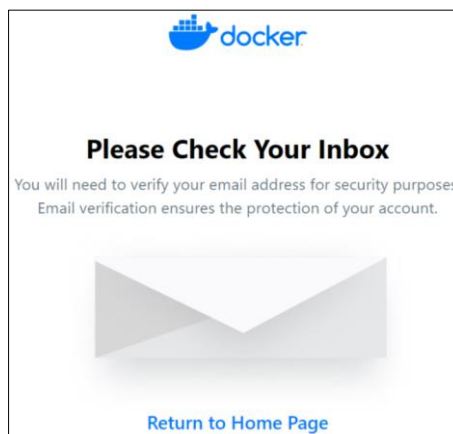 docker
Please Check Your Inbox
You will need to verify your email address for security purposes
Email verification ensures the protection of your account.
Return to Home Page